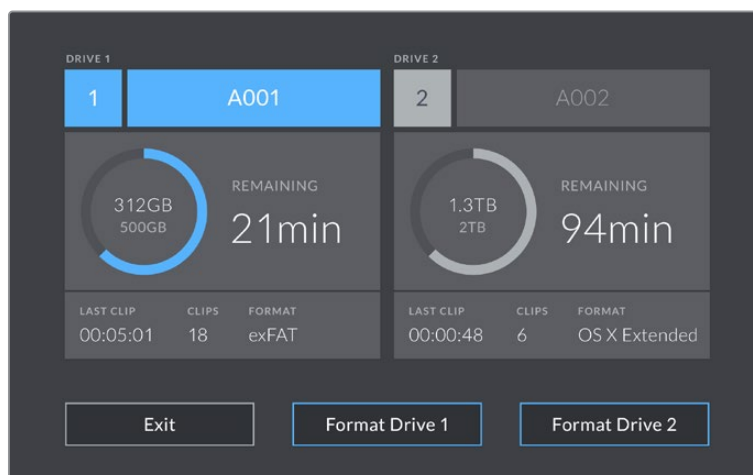 DRIVE 1
1 A001
312GB
500GB
REMAINING
21min
LAST CLIP CLIPS FORMAT
00:05:01 18 exFAT
DRIVE 2
2 A002
1.3TB
2TB
REMAINING
94min
LAST CLIP CLIPS FORMAT
00:00:48 6 OS X Extended
Exit Format Drive 1 Format Drive 2